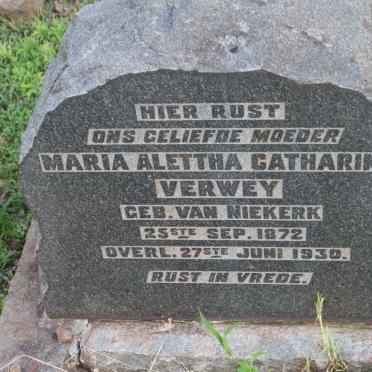 HIER RUST
ONS GELIEFDE MOEDER
MARIA ALETTHA CATHARIN
VERWEY
GEB. VAN NIEKERK
25STE SEP. 1872
OVERL. 27STE JUNI 1930.
RUST IN VREDE.